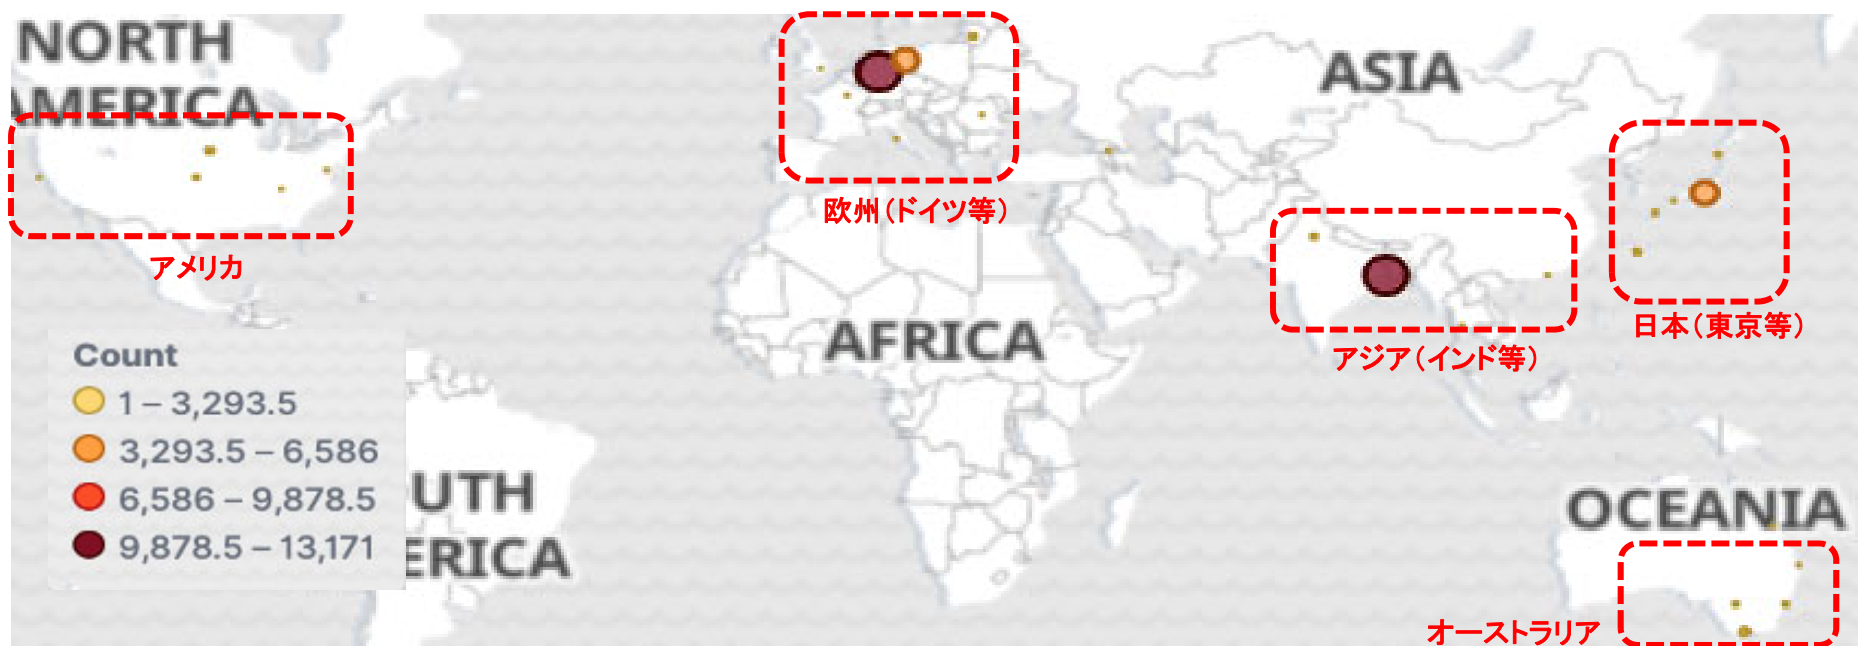 NORTH
AMERICA
ASIA
欧州(ドイツ等)
アメリカ
アジア(インド等)
日本(東京等)
AFRICA
Count
1 – 3,293.5
3,293.5 – 6,586
6,586 – 9,878.5
9,878.5 – 13,171
UTH
ERICA
OCEANIA
オーストラリア